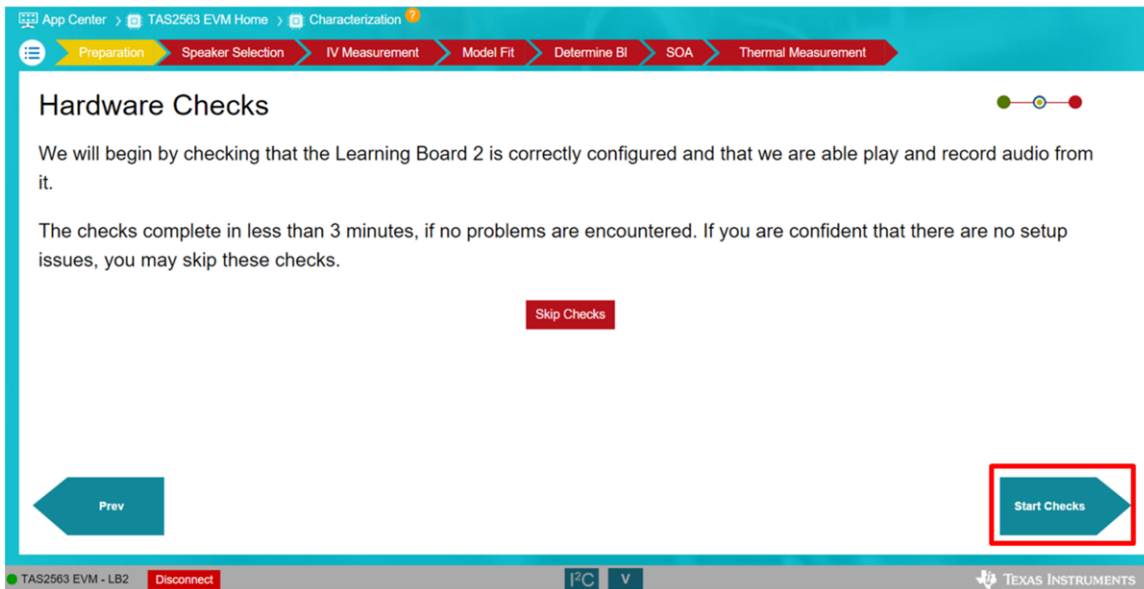 App Center > TAS2563 EVM Home > Characterization ?
Preparation Speaker Selection IV Measurement Model Fit Determine Bl SOA Thermal Measurement
Hardware Checks
We will begin by checking that the Learning Board 2 is correctly configured and that we are able play and record audio from
it.
The checks complete in less than 3 minutes, if no problems are encountered. If you are confident that there are no setup
issues, you may skip these checks.
Skip Checks
Prev
Start Checks
TAS2563 EVM - LB2 Disconnect I²C V TEXAS INSTRUMENTS